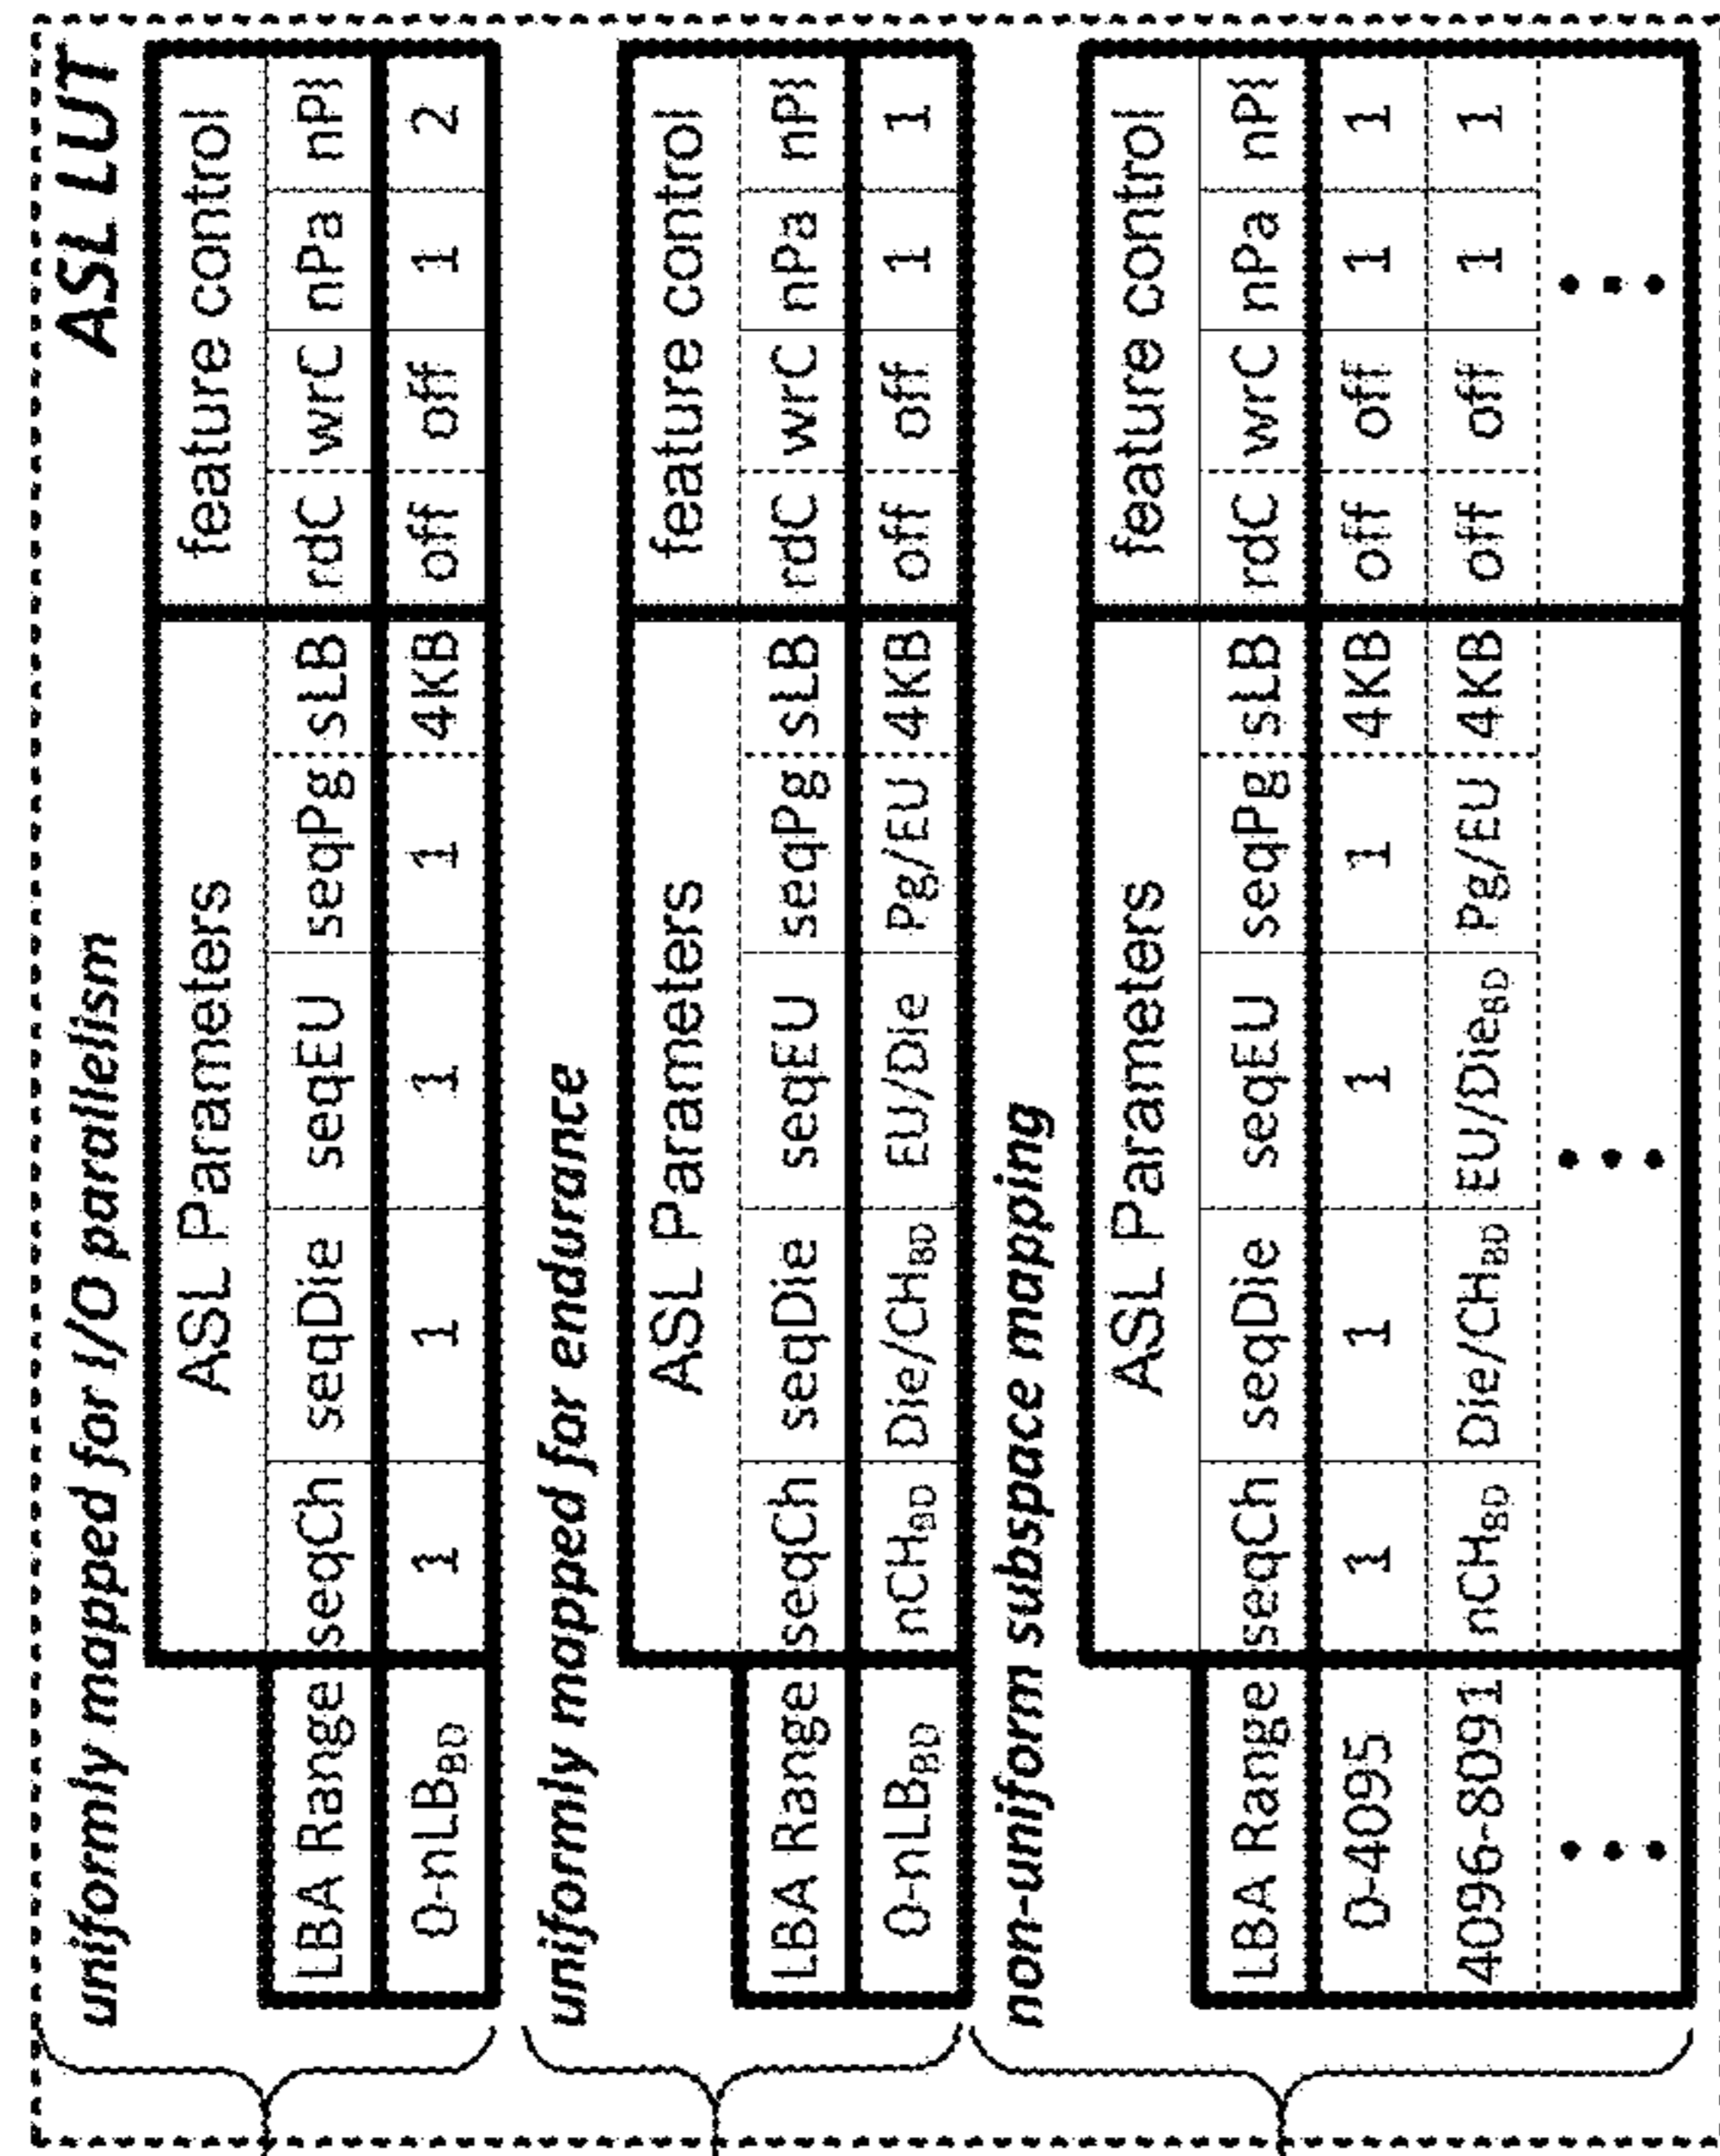 ASL LUT
uniformly mapped for I/O parallelism
ASL Parameters feature control
LBA Range seqCh seqDie seqEU seqPg sLB rdC wrC nPa nPl
0-nLBBD 1 1 1 1 4KB off off 1 2
uniformly mapped for endurance
ASL Parameters feature control
LBA Range seqCh seqDie seqEU seqPg sLB rdC wrC nPa nPl
0-nLBBD nCHBD Die/CHBD EU/Die Pg/EU 4KB off off 1 1
non-uniform subspace mapping
ASL Parameters feature control
LBA Range seqCh seqDie seqEU seqPg sLB rdC wrC nPa nPl
0-4095 1 1 1 1 4KB off off 1 1
4096-8091 nCHBD Die/CHBD EU/DieBD Pg/EU 4KB off off 1 1